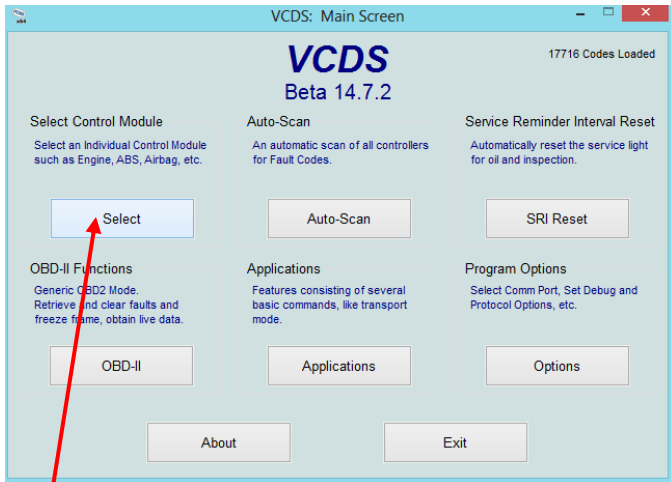 VCDS: Main Screen
VCDS
Beta 14.7.2
17716 Codes Loaded
Select Control Module
Select an Individual Control Module
such as Engine, ABS, Airbag, etc.
Select
Auto-Scan
An automatic scan of all controllers
for Fault Codes.
Auto-Scan
Service Reminder Interval Reset
Automatically reset the service light
for oil and inspection.
SRI Reset
OBD-II Functions
Generic OBD2 Mode.
Retrieve and clear faults and
freeze frame, obtain live data.
OBD-II
Applications
Features consisting of several
basic commands, like transport
mode.
Applications
Program Options
Select Comm Port, Set Debug and
Protocol Options, etc.
Options
About
Exit